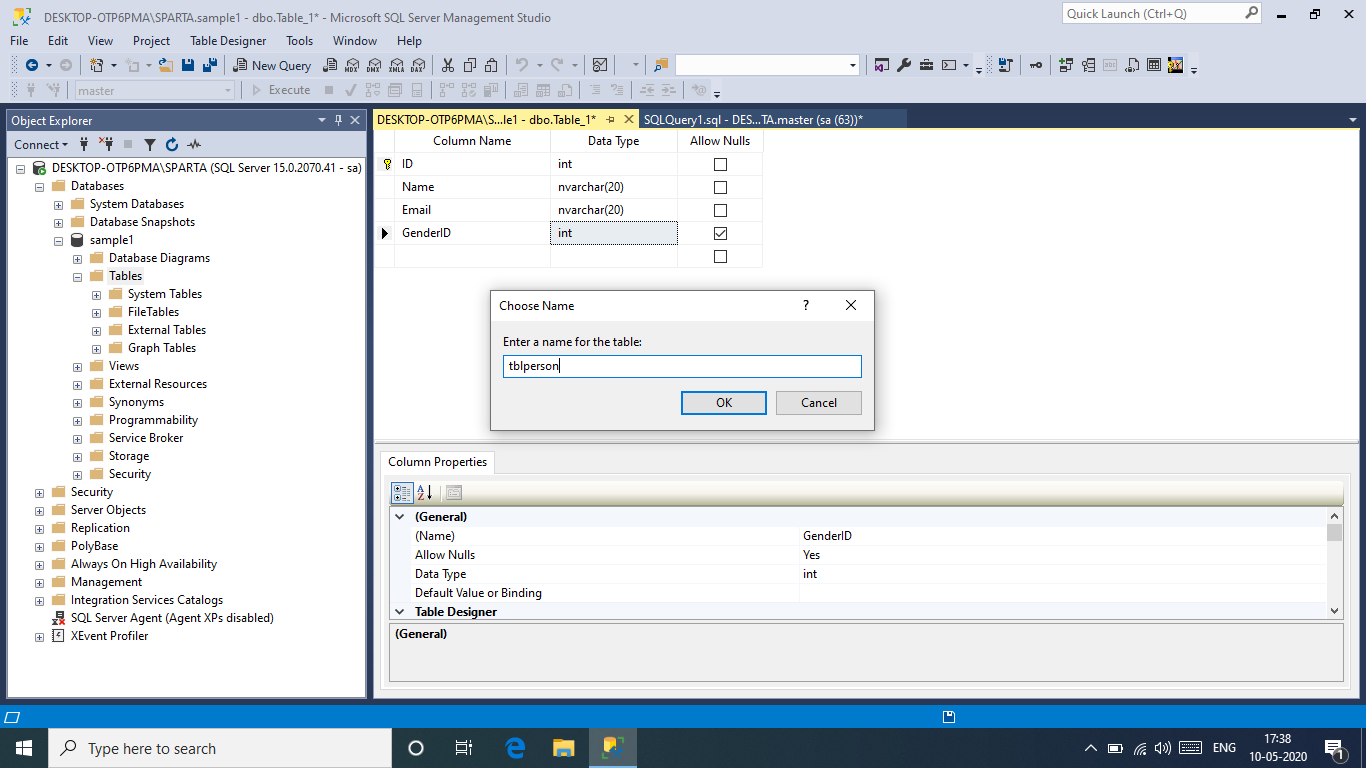 DESKTOP-OTP6PMA\SPARTA.sample1 - dbo.Table_1* - Microsoft SQL Server Management Studio
Quick Launch (Ctrl+Q)
File Edit View Project Table Designer Tools Window Help
New Query MDX DMX XMLA DAX
master Execute
Object Explorer
Connect
DESKTOP-OTP6PMA\SPARTA (SQL Server 15.0.2070.41 - sa)
Databases
System Databases
Database Snapshots
sample1
Database Diagrams
Tables
System Tables
FileTables
External Tables
Graph Tables
Views
External Resources
Synonyms
Programmability
Service Broker
Storage
Security
Security
Server Objects
Replication
PolyBase
Always On High Availability
Management
Integration Services Catalogs
SQL Server Agent (Agent XPs disabled)
XEvent Profiler
DESKTOP-OTP6PMA\S...le1 - dbo.Table_1* SQLQuery1.sql - DES...TA.master (sa (63))*
Column Name Data Type Allow Nulls
ID int
Name nvarchar(20)
Email nvarchar(20)
GenderID int
Choose Name ?
Enter a name for the table:
tblperson
OK Cancel
Column Properties
A
Z
(General)
(Name) GenderID
Allow Nulls Yes
Data Type int
Default Value or Binding
Table Designer
(General)
Type here to search
ENG
17:38
10-05-2020
1